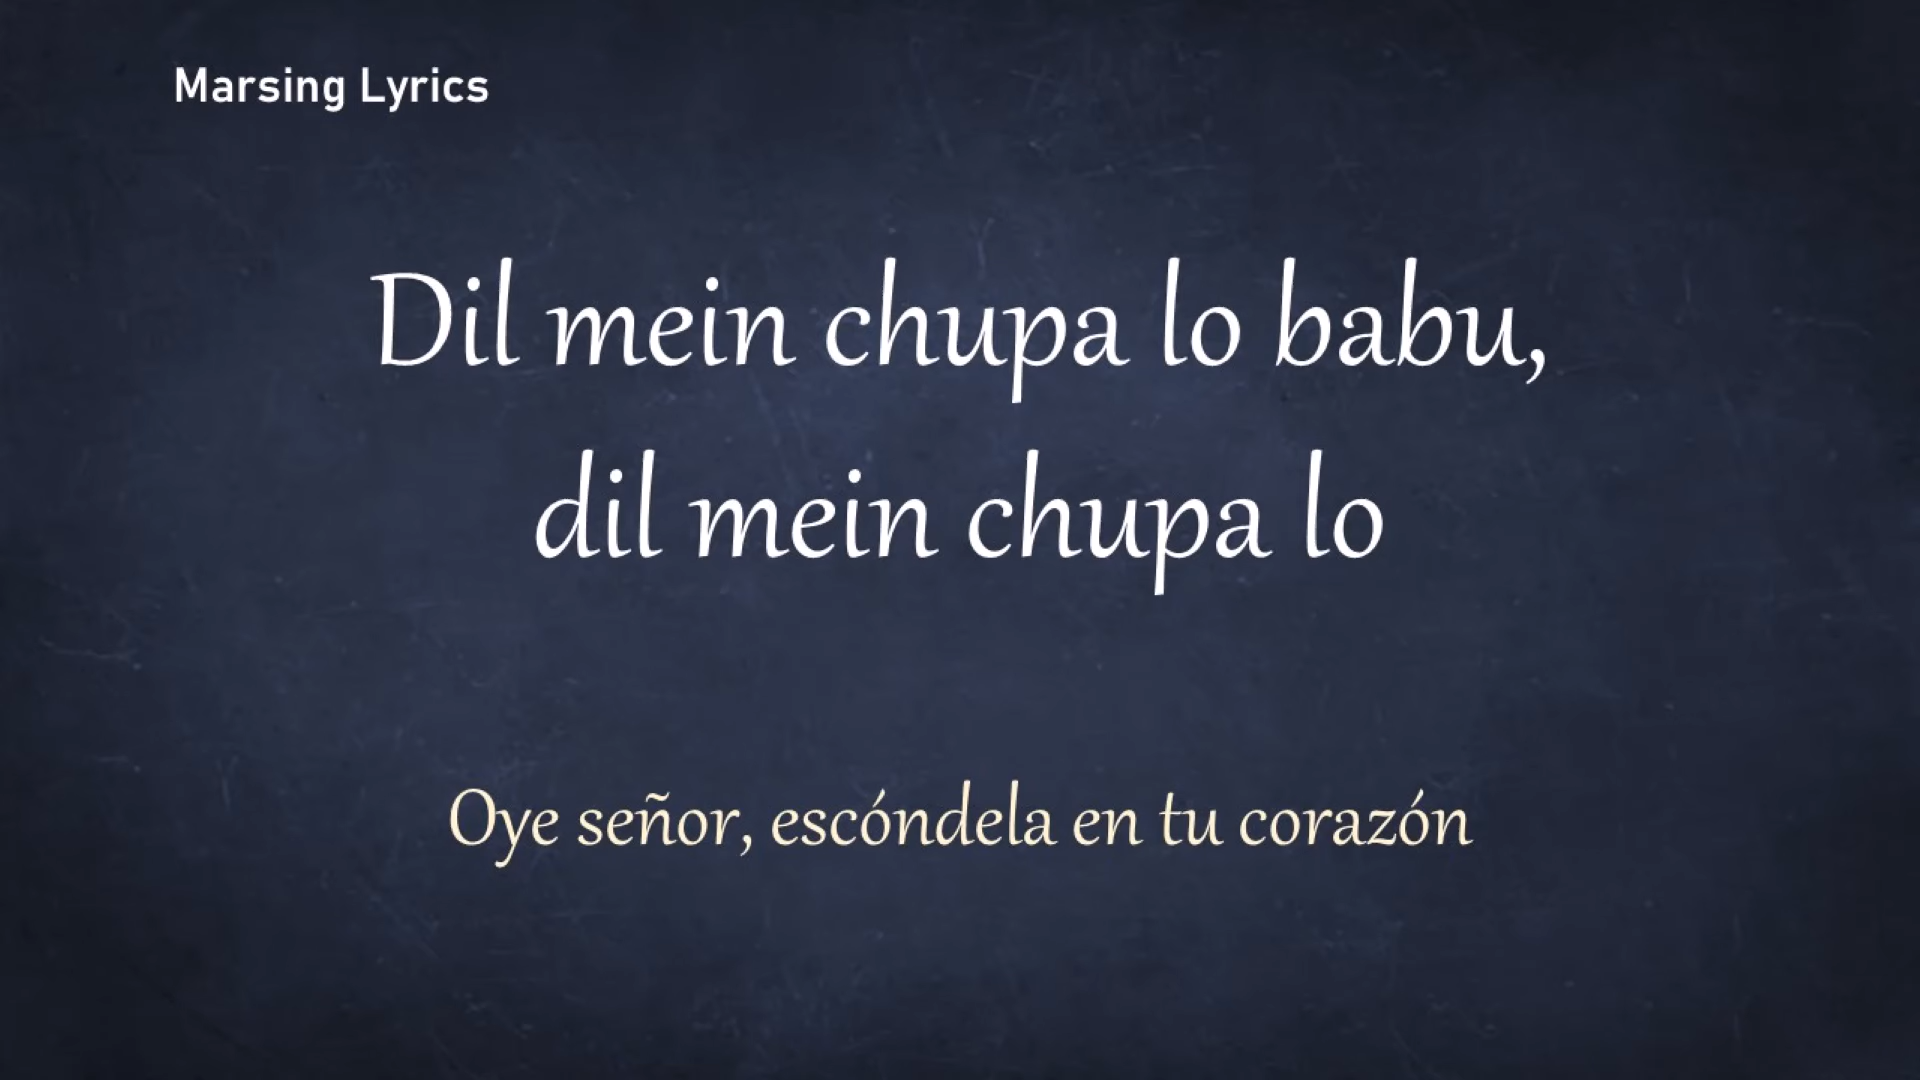 Marsing Lyrics
Dil mein chupa lo babu,
dil mein chupa lo
Oye señor, escóndela en tu corazón